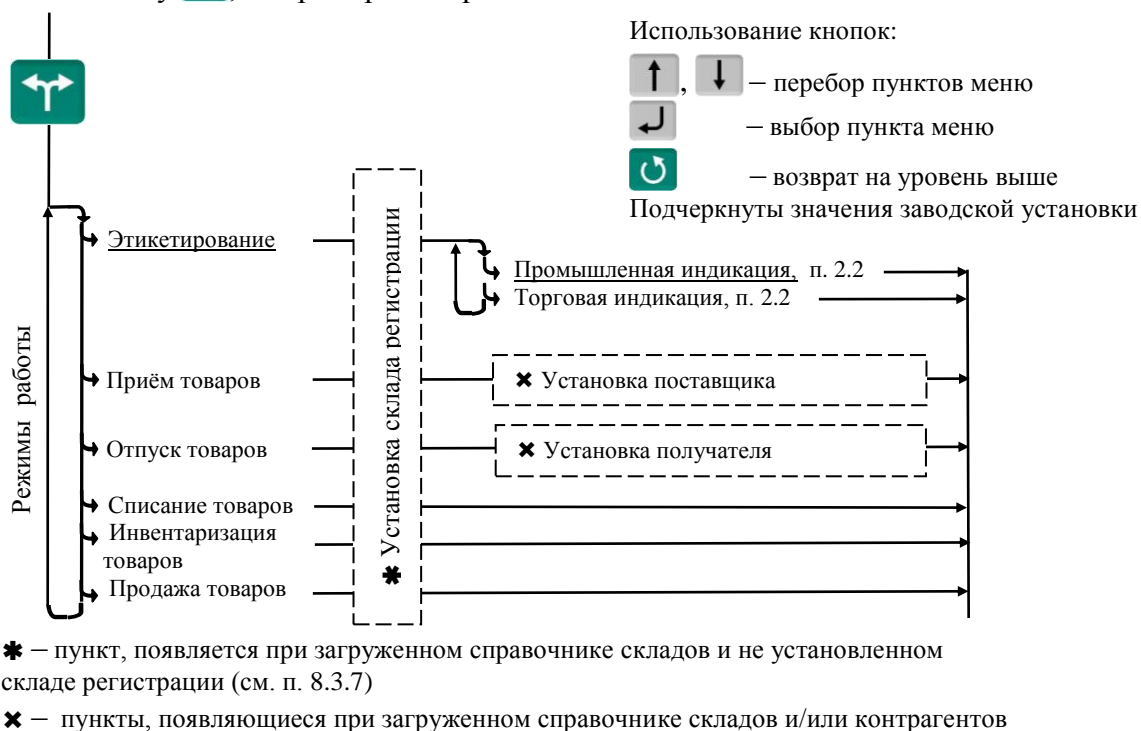 Использование кнопок:
, – перебор пунктов меню
– выбор пункта меню
– возврат на уровень выше
Подчеркнуты значения заводской установки
Режимы работы
Этикетирование
Приём товаров
Отпуск товаров
Списание товаров
Инвентаризация
товаров
Продажа товаров
✱ Установка склада регистрации
Промышленная индикация, п. 2.2
Торговая индикация, п. 2.2
✖ Установка поставщика
✖ Установка получателя
✱ – пункт, появляется при загруженном справочнике складов и не установленном
складе регистрации (см. п. 8.3.7)
✖ – пункты, появляющиеся при загруженном справочнике складов и/или контрагентов